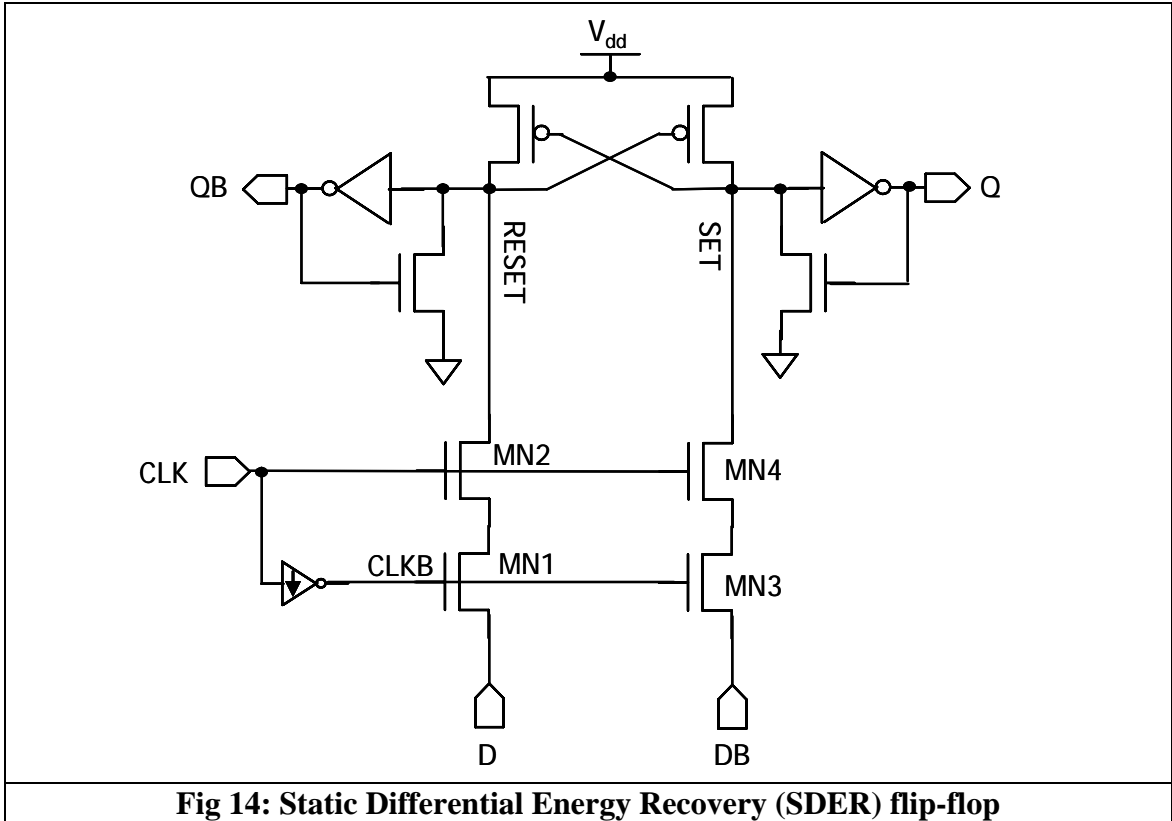 Vdd
QB
Q
RESET
SET
CLK
MN2
MN4
CLKB
MN1
MN3
D
DB
Fig 14: Static Differential Energy Recovery (SDER) flip-flop